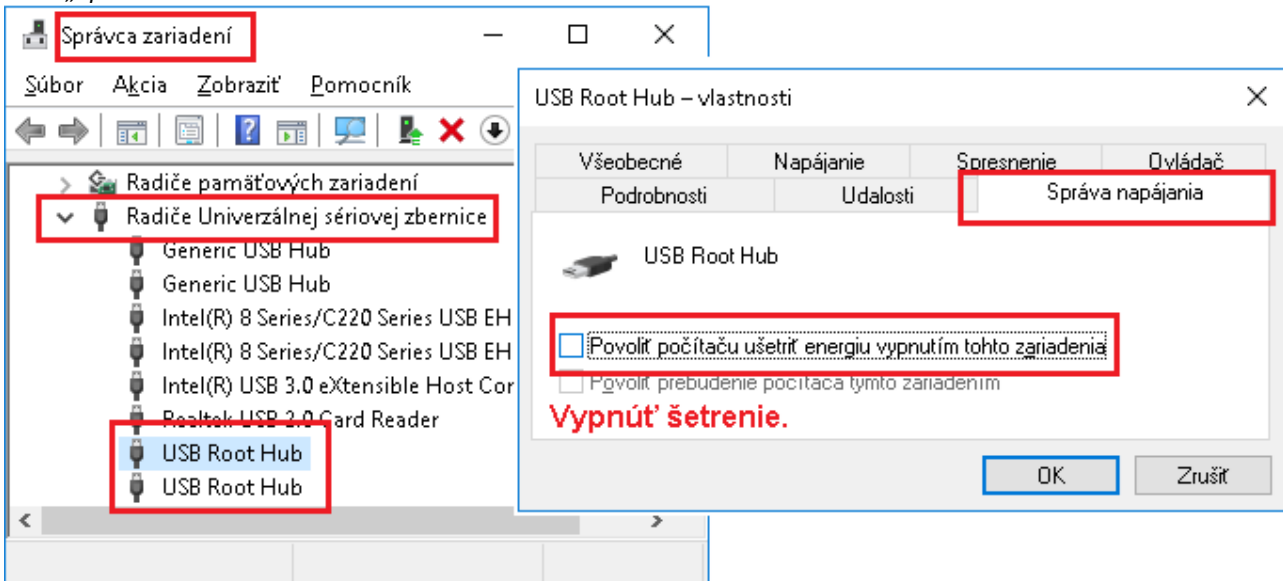 Správca zariadení
Súbor Akcia Zobraziť Pomocník
Radiče pamäťových zariadení
Radiče Univerzálnej sériovej zbernice
Generic USB Hub
Generic USB Hub
Intel(R) 8 Series/C220 Series USB EH
Intel(R) 8 Series/C220 Series USB EH
Intel(R) USB 3.0 eXtensible Host Cor
Realtek USB 2.0 Card Reader
USB Root Hub
USB Root Hub
USB Root Hub – vlastnosti
Všeobecné Napájanie Spresnenie Ovládač
Podrobnosti Udalosti Správa napájania
USB Root Hub
Povoliť počítaču ušetriť energiu vypnutím tohto zariadenia
Povoliť prebudenie počítača týmto zariadením
Vypnúť šetrenie.
OK Zrušiť